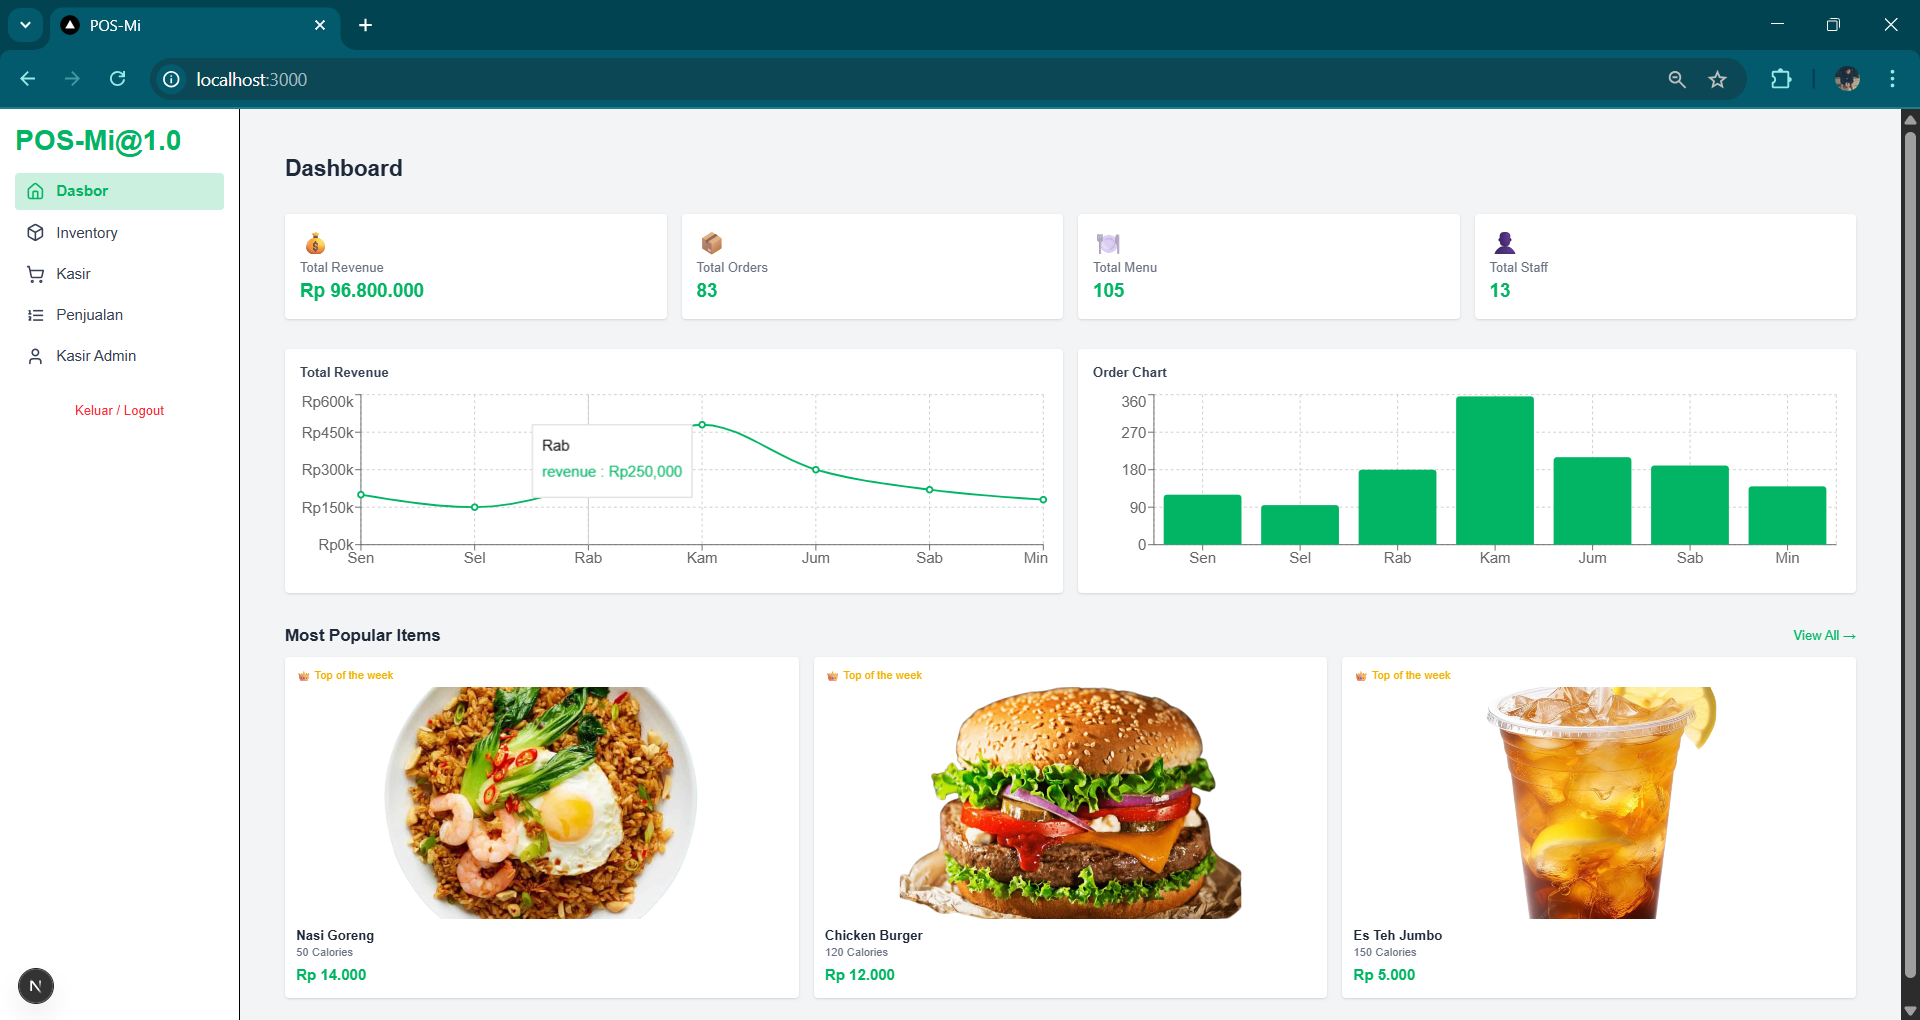 POS-Mi
localhost:3000
POS-Mi@1.0
Dasbor
Inventory
Kasir
Penjualan
Kasir Admin
Keluar / Logout
Dashboard
Total Revenue
Rp 96.800.000
Total Orders
83
Total Menu
105
Total Staff
13
Total Revenue
Rp600k
Rp450k
Rp300k
Rp150k
Rp0k
Sen Sel Rab Kam Jum Sab Min
Rab
revenue : Rp250,000
Order Chart
360
270
180
90
0
Sen Sel Rab Kam Jum Sab Min
Most Popular Items
View All →
Top of the week
Nasi Goreng
50 Calories
Rp 14.000
Top of the week
Chicken Burger
120 Calories
Rp 12.000
Top of the week
Es Teh Jumbo
150 Calories
Rp 5.000
N